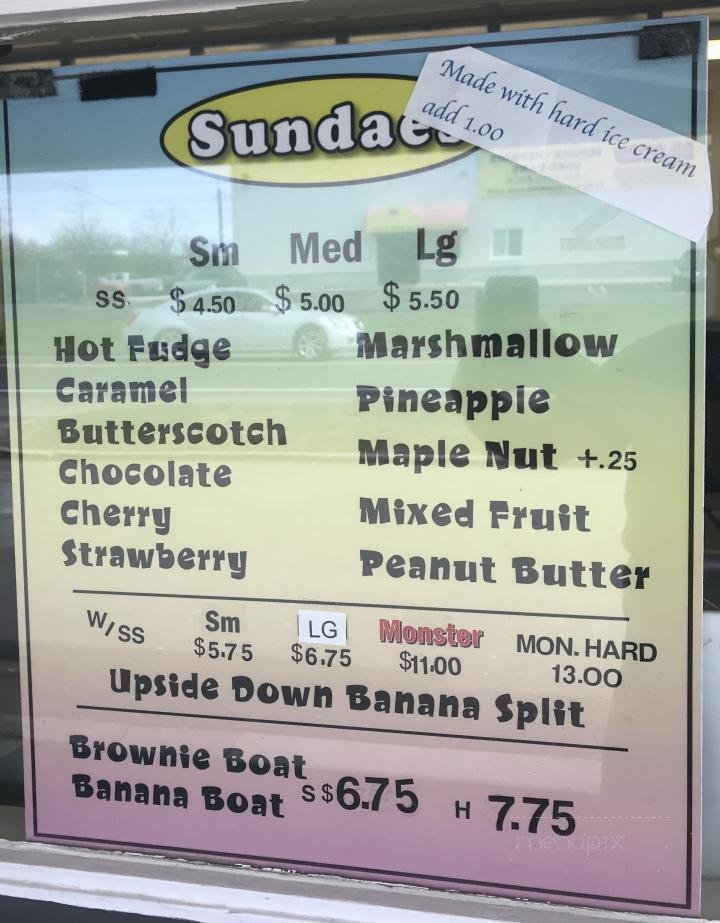 Made with hard ice cream
add 1.00
Sundaes
Sm Med Lg
SS. $4.50 $5.00 $5.50
Hot Fudge
Caramel
Butterscotch
Chocolate
Cherry
Strawberry
Marshmallow
Pineapple
Maple Nut +.25
Mixed Fruit
Peanut Butter
W/SS
Sm LG Monster MON. HARD
$5.75 $6.75 $11.00 13.00
Upside Down Banana Split
Brownie Boat
Banana Boat S $6.75 H 7.75
menupix